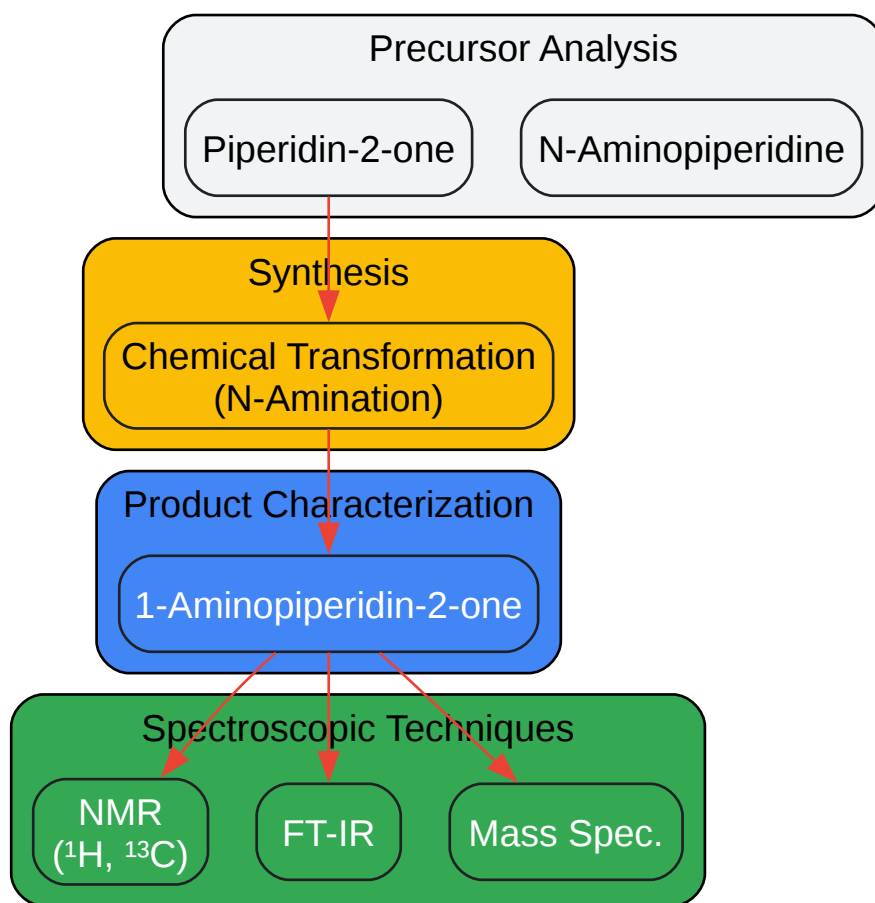 Precursor Analysis
Piperidin-2-one
N-Aminopiperidine
Synthesis
Chemical Transformation
(N-Amination)
Product Characterization
1-Aminopiperidin-2-one
Spectroscopic Techniques
NMR
(¹H, ¹³C)
FT-IR
Mass Spec.